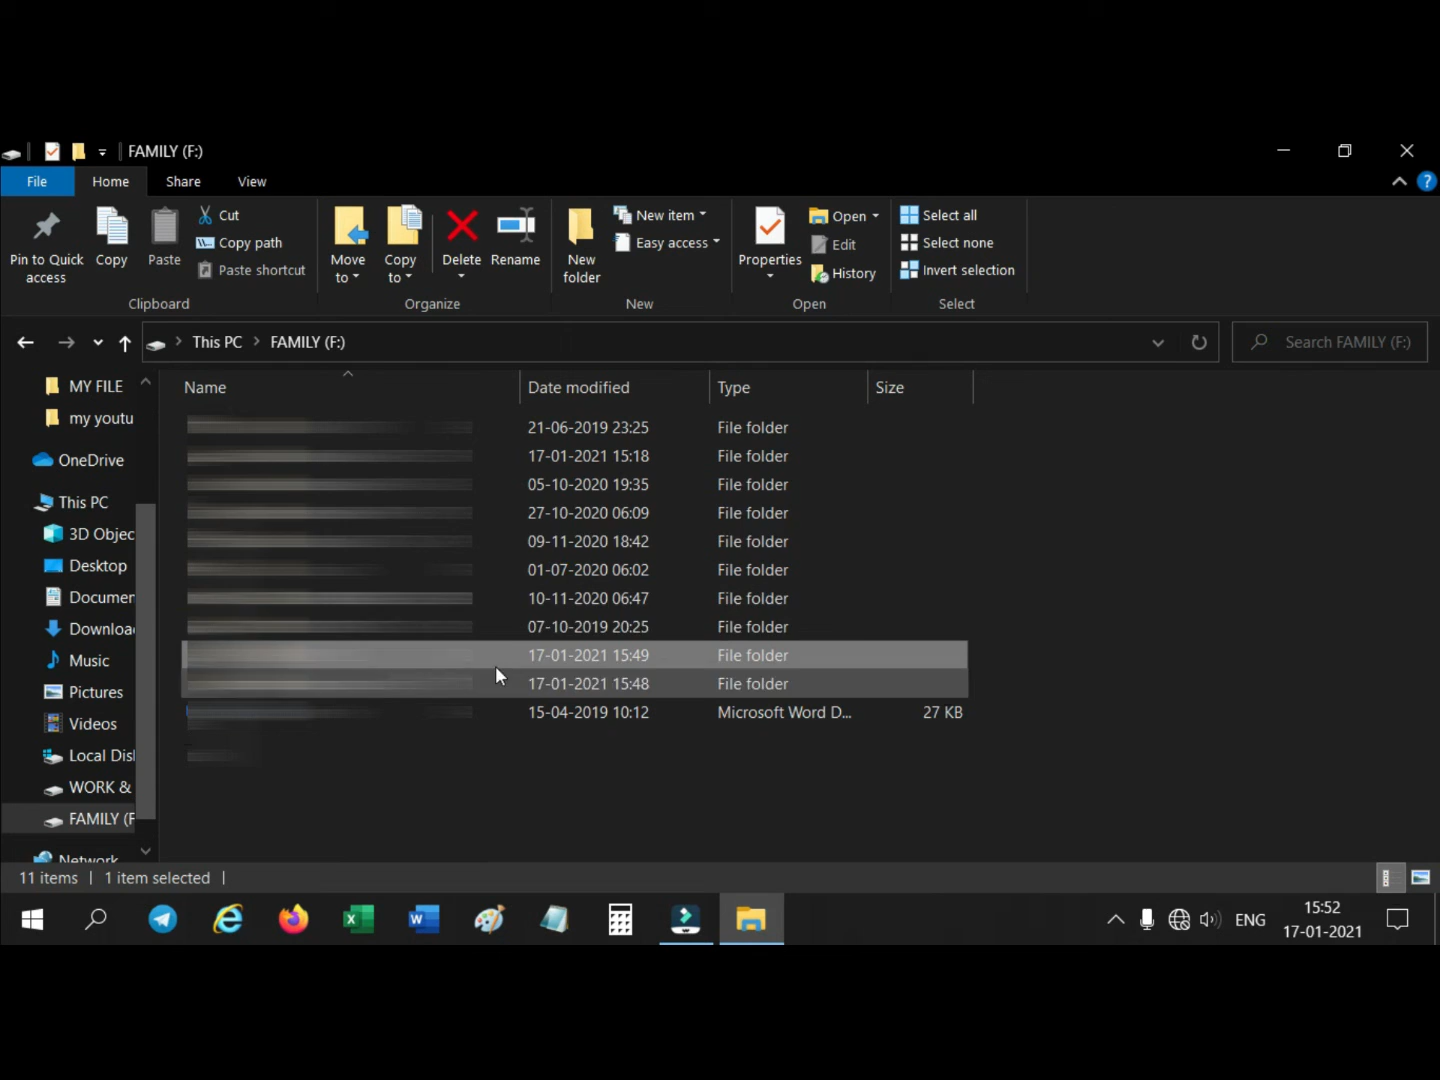 FAMILY (F:)
File Home Share View
Pin to Quick access
Copy
Paste
Cut
Copy path
Paste shortcut
Clipboard
Move to
Copy to
Delete
Rename
Organize
New folder
New item
Easy access
New
Properties
Open
Edit
History
Open
Select all
Select none
Invert selection
Select
This PC > FAMILY (F:)
Search FAMILY (F:)
MY FILE
my youtu
OneDrive
This PC
3D Objec
Desktop
Documen
Downloa
Music
Pictures
Videos
Local Dis
WORK &
FAMILY (F
Network
Name Date modified Type Size
21-06-2019 23:25 File folder
17-01-2021 15:18 File folder
05-10-2020 19:35 File folder
27-10-2020 06:09 File folder
09-11-2020 18:42 File folder
01-07-2020 06:02 File folder
10-11-2020 06:47 File folder
07-10-2019 20:25 File folder
17-01-2021 15:49 File folder
17-01-2021 15:48 File folder
15-04-2019 10:12 Microsoft Word D... 27 KB
11 items | 1 item selected |
ENG
15:52
17-01-2021